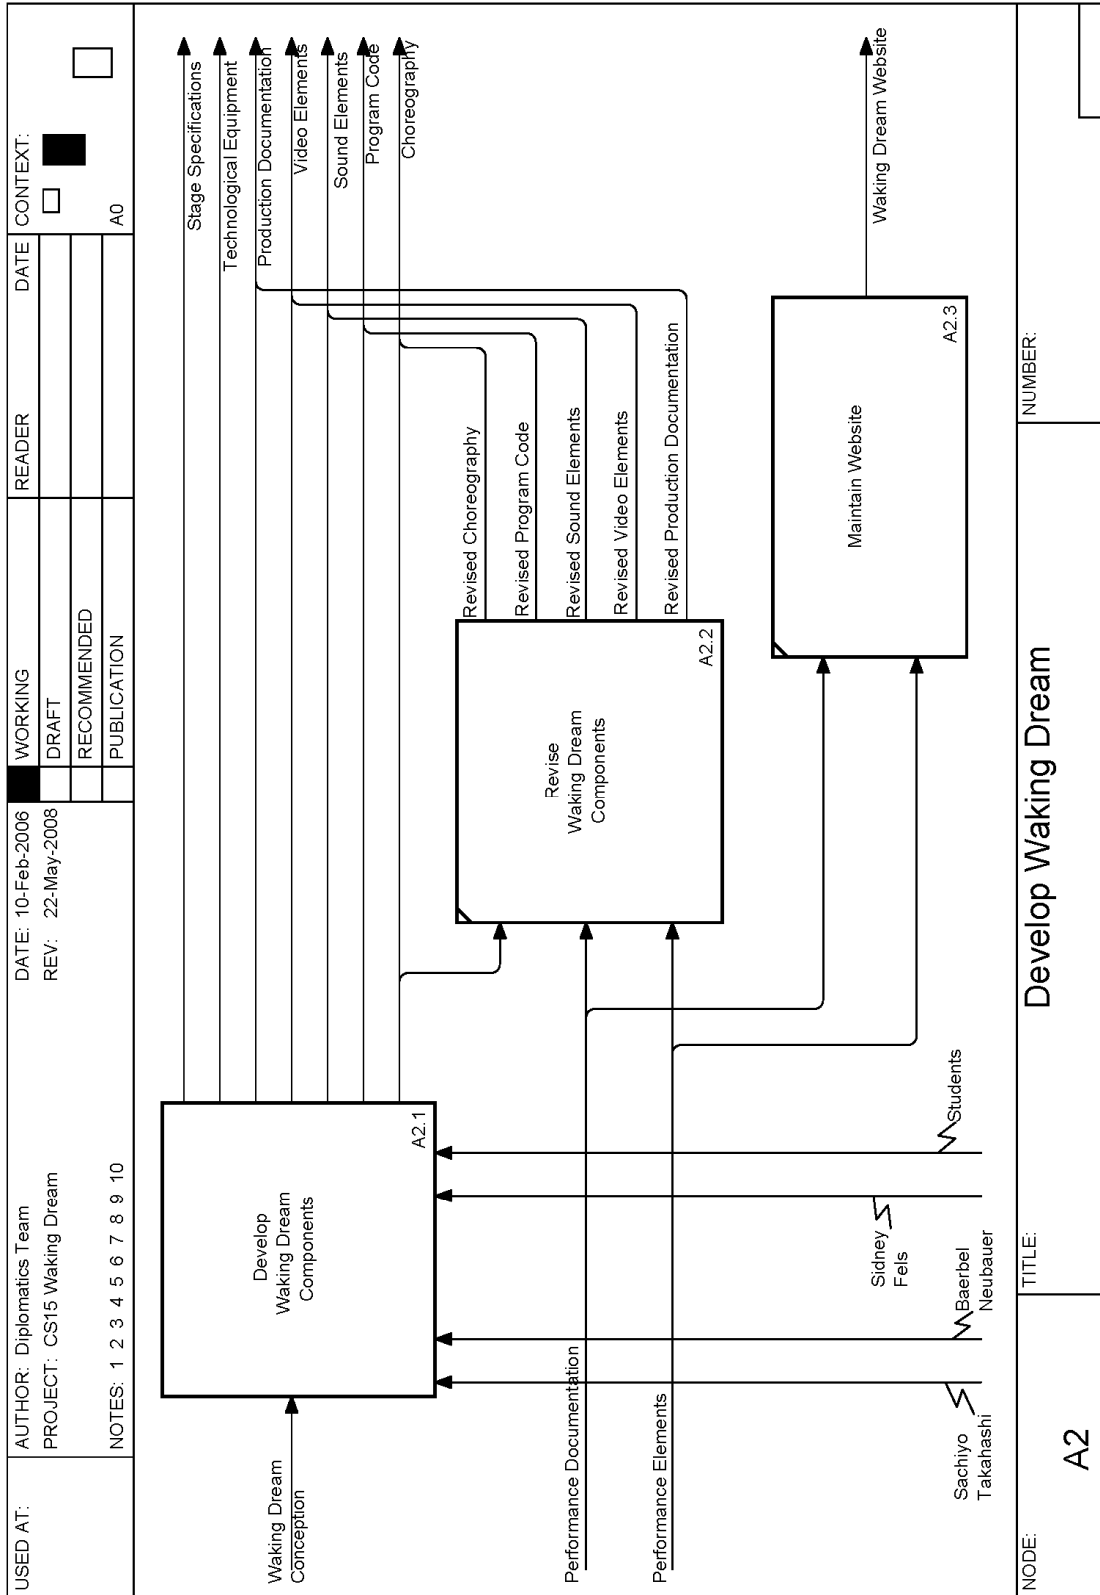 USED AT:
AUTHOR: Diplomatics Team
PROJECT: CS15 Waking Dream
NOTES: 1 2 3 4 5 6 7 8 9 10
DATE: 10-Feb-2006
REV: 22-May-2008
WORKING
DRAFT
RECOMMENDED
PUBLICATION
READER
DATE
CONTEXT:
A0
Waking Dream
Conception
Develop
Waking Dream
Components
A2.1
Stage Specifications
Technological Equipment
Production Documentation
Video Elements
Sound Elements
Program Code
Choreography
Revised Choreography
Revised Program Code
Revised Sound Elements
Revised Video Elements
Revised Production Documentation
Revise
Waking Dream
Components
A2.2
Performance Documentation
Performance Elements
Maintain Website
A2.3
Waking Dream Website
Sachiyo
Takahashi
Baerbel
Neubauer
Sidney
Fels
Students
NODE:
A2
TITLE:
Develop Waking Dream
NUMBER: